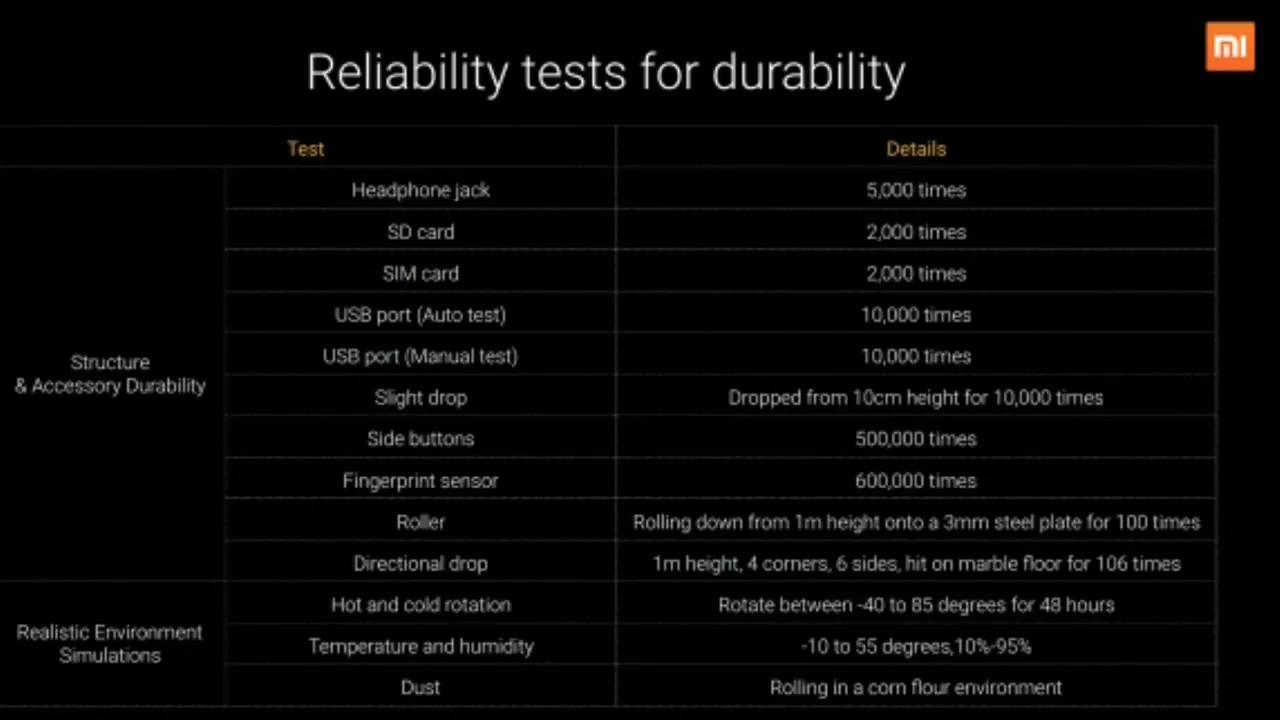 mi
Reliability tests for durability
Test Details
Headphone jack 5,000 times
SD card 2,000 times
SIM card 2,000 times
USB port (Auto test) 10,000 times
USB port (Manual test) 10,000 times
Structure
& Accessory Durability
Slight drop Dropped from 10cm height for 10,000 times
Side buttons 500,000 times
Fingerprint sensor 600,000 times
Roller Rolling down from 1m height onto a 3mm steel plate for 100 times
Directional drop 1m height, 4 corners, 6 sides, hit on marble floor for 106 times
Hot and cold rotation Rotate between -40 to 85 degrees for 48 hours
Realistic Environment
Simulations
Temperature and humidity -10 to 55 degrees,10%-95%
Dust Rolling in a corn flour environment